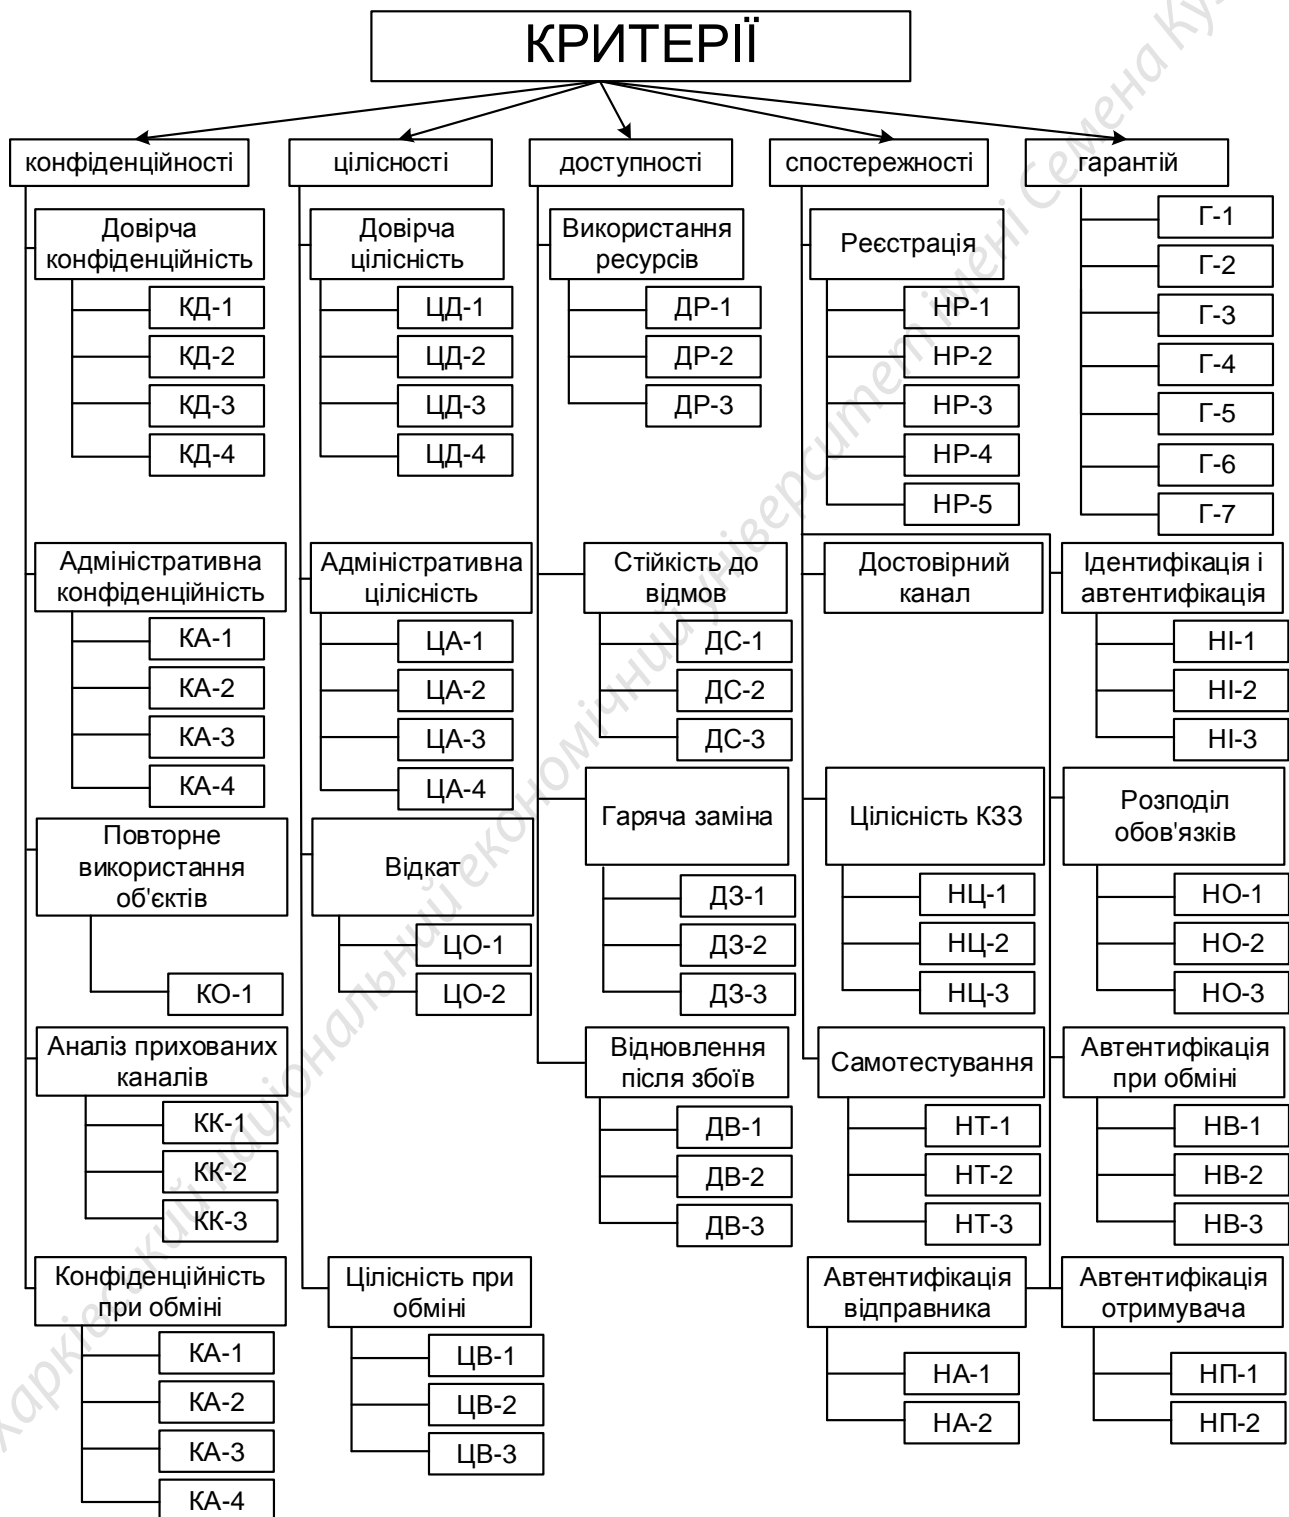 КРИТЕРІЇ
конфіденційності
цілісності
доступності
спостережності
гарантій
Довірча
конфіденційність
КД-1
КД-2
КД-3
КД-4
Адміністративна
конфіденційність
КА-1
КА-2
КА-3
КА-4
Повторне
використання
об'єктів
КО-1
Аналіз прихованих
каналів
КК-1
КК-2
КК-3
Конфіденційність
при обміні
КА-1
КА-2
КА-3
КА-4
Довірча
цілісність
ЦД-1
ЦД-2
ЦД-3
ЦД-4
Адміністративна
цілісність
ЦА-1
ЦА-2
ЦА-3
ЦА-4
Відкат
ЦО-1
ЦО-2
Цілісність при
обміні
ЦВ-1
ЦВ-2
ЦВ-3
Використання
ресурсів
ДР-1
ДР-2
ДР-3
Стійкість до
відмов
ДС-1
ДС-2
ДС-3
Гаряча заміна
ДЗ-1
ДЗ-2
ДЗ-3
Відновлення
після збоїв
ДВ-1
ДВ-2
ДВ-3
Реєстрація
НР-1
НР-2
НР-3
НР-4
НР-5
Достовірний
канал
Цілісність КЗЗ
НЦ-1
НЦ-2
НЦ-3
Самотестування
НТ-1
НТ-2
НТ-3
Автентифікація
відправника
НА-1
НА-2
Г-1
Г-2
Г-3
Г-4
Г-5
Г-6
Г-7
Ідентифікація і
автентифікація
НІ-1
НІ-2
НІ-3
Розподіл
обов'язків
НО-1
НО-2
НО-3
Автентифікація
при обміні
НВ-1
НВ-2
НВ-3
Автентифікація
отримувача
НП-1
НП-2
Харківський національний економічний університет імені Семена